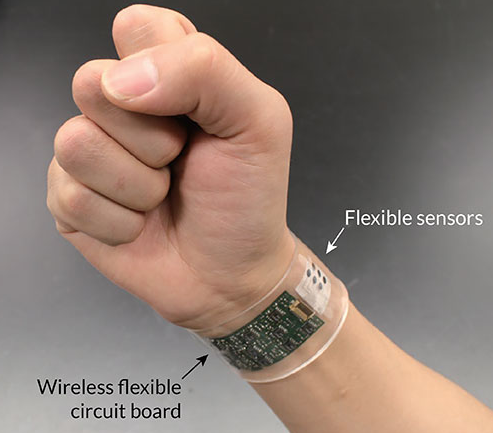 Flexible sensors
Wireless flexible
circuit board